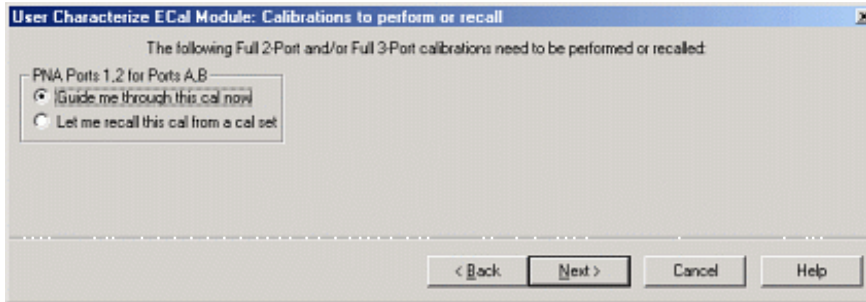 User Characterize ECal Module: Calibrations to perform or recall
The following Full 2-Port and/or Full 3-Port calibrations need to be performed or recalled:
PNA Ports 1,2 for Ports A,B
Guide me through this cal now
Let me recall this cal from a cal set
< Back
Next >
Cancel
Help